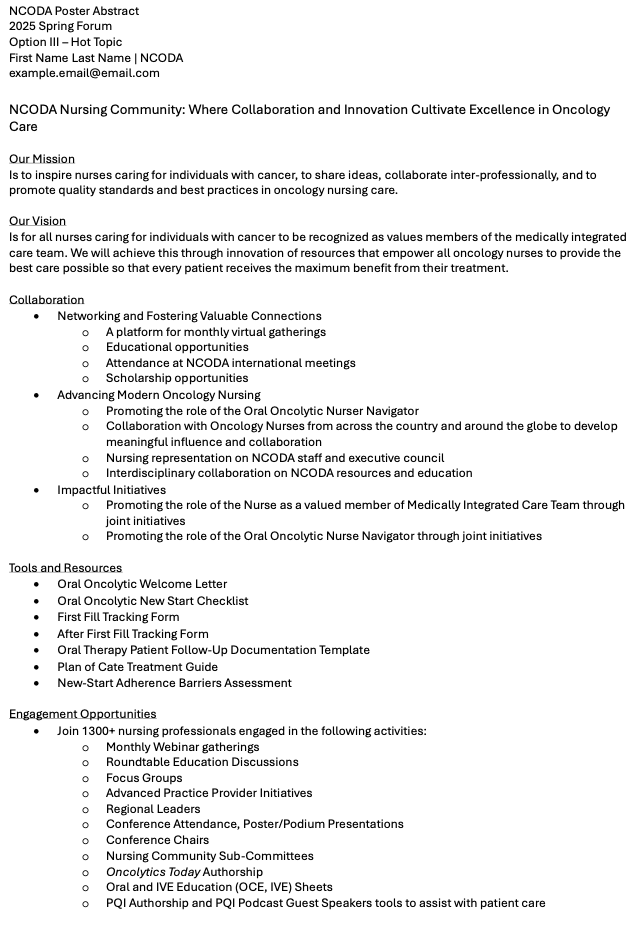 NCODA Poster Abstract
2025 Spring Forum
Option III – Hot Topic
First Name Last Name | NCODA
example.email@email.com
NCODA Nursing Community: Where Collaboration and Innovation Cultivate Excellence in Oncology
Care
Our Mission
Is to inspire nurses caring for individuals with cancer, to share ideas, collaborate inter-professionally, and to
promote quality standards and best practices in oncology nursing care.
Our Vision
Is for all nurses caring for individuals with cancer to be recognized as values members of the medically integrated
care team. We will achieve this through innovation of resources that empower all oncology nurses to provide the
best care possible so that every patient receives the maximum benefit from their treatment.
Collaboration
• Networking and Fostering Valuable Connections
o A platform for monthly virtual gatherings
o Educational opportunities
o Attendance at NCODA international meetings
o Scholarship opportunities
• Advancing Modern Oncology Nursing
o Promoting the role of the Oral Oncolytic Nurser Navigator
o Collaboration with Oncology Nurses from across the country and around the globe to develop
meaningful influence and collaboration
o Nursing representation on NCODA staff and executive council
o Interdisciplinary collaboration on NCODA resources and education
• Impactful Initiatives
o Promoting the role of the Nurse as a valued member of Medically Integrated Care Team through
joint initiatives
o Promoting the role of the Oral Oncolytic Nurse Navigator through joint initiatives
Tools and Resources
• Oral Oncolytic Welcome Letter
• Oral Oncolytic New Start Checklist
• First Fill Tracking Form
• After First Fill Tracking Form
• Oral Therapy Patient Follow-Up Documentation Template
• Plan of Cate Treatment Guide
• New-Start Adherence Barriers Assessment
Engagement Opportunities
• Join 1300+ nursing professionals engaged in the following activities:
o Monthly Webinar gatherings
o Roundtable Education Discussions
o Focus Groups
o Advanced Practice Provider Initiatives
o Regional Leaders
o Conference Attendance, Poster/Podium Presentations
o Conference Chairs
o Nursing Community Sub-Committees
o Oncolytics Today Authorship
o Oral and IVE Education (OCE, IVE) Sheets
o PQI Authorship and PQI Podcast Guest Speakers tools to assist with patient care